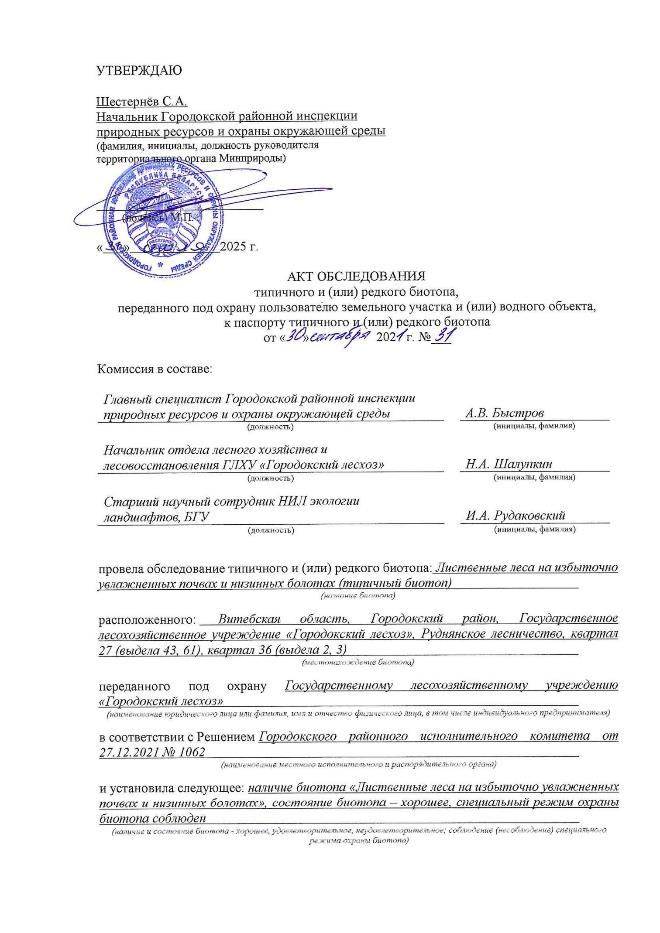 УТВЕРЖДАЮ
Шестернёв С.А.
Начальник Городокской районной инспекции
природных ресурсов и охраны окружающей среды
(фамилия, инициалы, должность руководителя
территориального органа Минприроды)
(подпись) М.П.
2025 г.
АКТ ОБСЛЕДОВАНИЯ
типичного и (или) редкого биотопа,
переданного под охрану пользователю земельного участка и (или) водного объекта,
к паспорту типичного и (или) редкого биотопа
от «30» сентября 2021 г. № 31
Комиссия в составе:
Главный специалист Городокской районной инспекции
природных ресурсов и охраны окружающей среды А.В. Быстров
(должность) (инициалы, фамилия)
Начальник отдела лесного хозяйства и
лесовосстановления ГЛХУ «Городокский лесхоз» Н.А. Шалупкин
(должность) (инициалы, фамилия)
Старший научный сотрудник НИЛ экологии
ландшафтов, БГУ И.А. Рудаковский
(должность) (инициалы, фамилия)
провела обследование типичного и (или) редкого биотопа: Лиственные леса на избыточно
увлажненных почвах и низинных болотах (типичный биотоп)
(название биотопа)
расположенного: Витебская область, Городокский район, Государственное
лесохозяйственное учреждение «Городокский лесхоз», Руднянское лесничество, квартал
27 (выдела 43, 61), квартал 36 (выдела 2, 3)
(местонахождение биотопа)
переданного под охрану Государственному лесохозяйственному учреждению
«Городокский лесхоз»
(наименование юридического лица или фамилия, имя и отчество физического лица, в том числе индивидуального предпринимателя)
в соответствии с Решением Городокского районного исполнительного комитета от
27.12.2021 № 1062
(наименование местного исполнительного и распорядительного органа)
и установила следующее: наличие биотопа «Лиственные леса на избыточно увлажненных
почвах и низинных болотах», состояние биотопа – хорошее, специальный режим охраны
биотопа соблюден
(наличие и состояние биотопа - хорошее, удовлетворительное, неудовлетворительное; соблюдение (несоблюдение) специального
режима охраны биотопа)